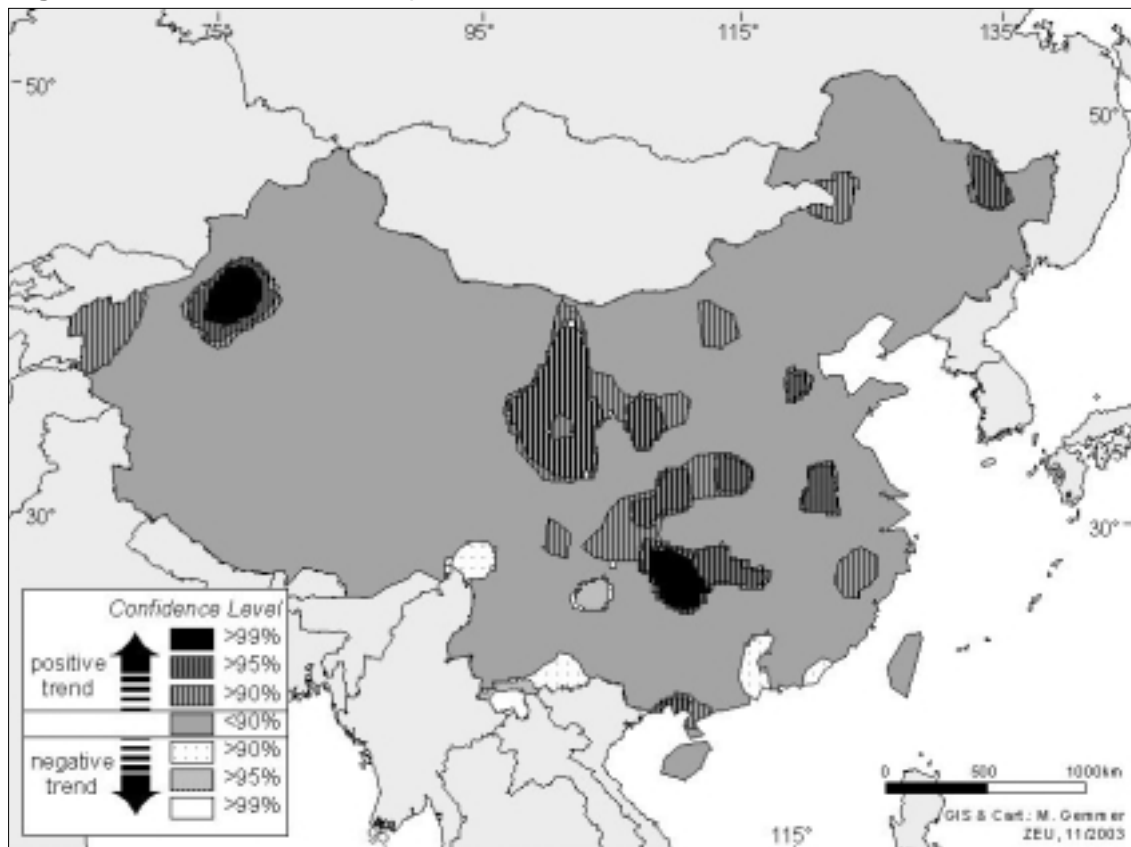 75° 95° 115° 135°
50° 50°
35°
30° 30°
Confidence Level
>99%
positive trend
>95%
>90%
<90%
negative trend
>90%
>95%
>99%
0 500 1000km
GIS & Cart.: M. Gemmer
ZEU, 11/2003
115°